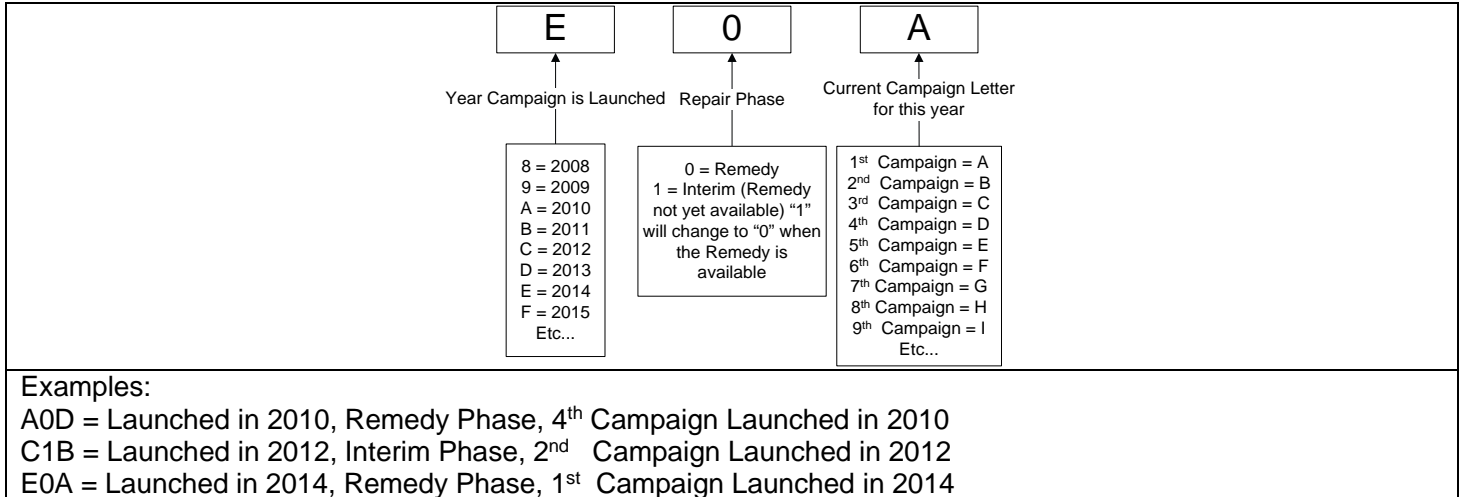 E 0 A
Year Campaign is Launched
Repair Phase
Current Campaign Letter
for this year
8 = 2008
9 = 2009
A = 2010
B = 2011
C = 2012
D = 2013
E = 2014
F = 2015
Etc...
0 = Remedy
1 = Interim (Remedy
not yet available) “1”
will change to “0” when
the Remedy is
available
1st Campaign = A
2nd Campaign = B
3rd Campaign = C
4th Campaign = D
5th Campaign = E
6th Campaign = F
7th Campaign = G
8th Campaign = H
9th Campaign = I
Etc...
Examples:
A0D = Launched in 2010, Remedy Phase, 4th Campaign Launched in 2010
C1B = Launched in 2012, Interim Phase, 2nd Campaign Launched in 2012
E0A = Launched in 2014, Remedy Phase, 1st Campaign Launched in 2014